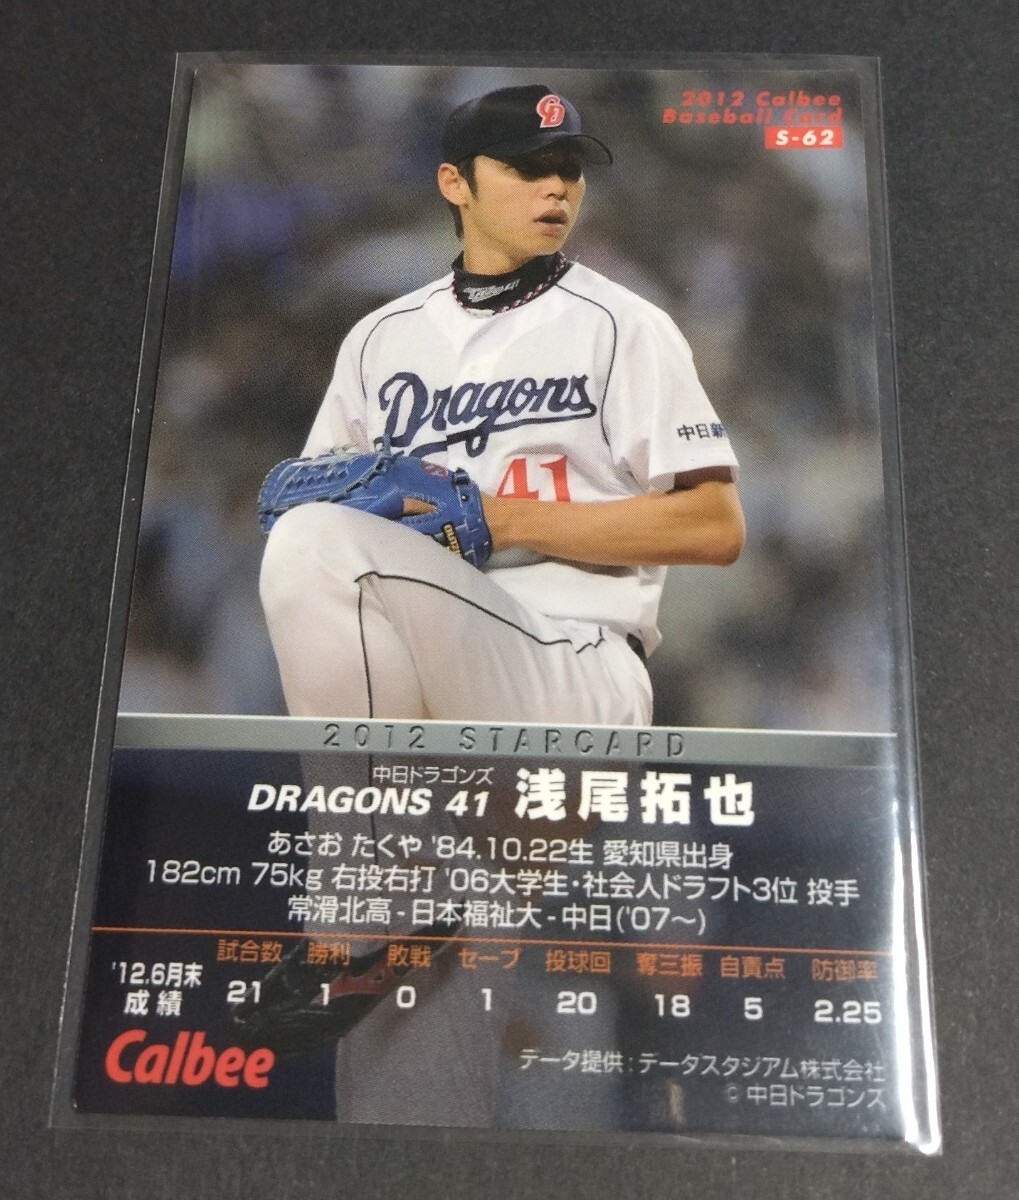 2012 Calbee
Baseball Card
S-62
Dragons
41
中日新
2012 STARCARD
中日ドラゴンズ
DRAGONS 41 浅尾拓也
あさお たくや '84.10.22生 愛知県出身
182cm 75kg 右投右打 '06大学生・社会人ドラフト3位 投手
常滑北高-日本福祉大-中日('07～)
試合数 勝利 敗戦 セーブ 投球回 奪三振 自責点 防御率
'12.6月末
成績 21 1 0 1 20 18 5 2.25
Calbee
データ提供:データスタジアム株式会社
© 中日ドラゴンズ